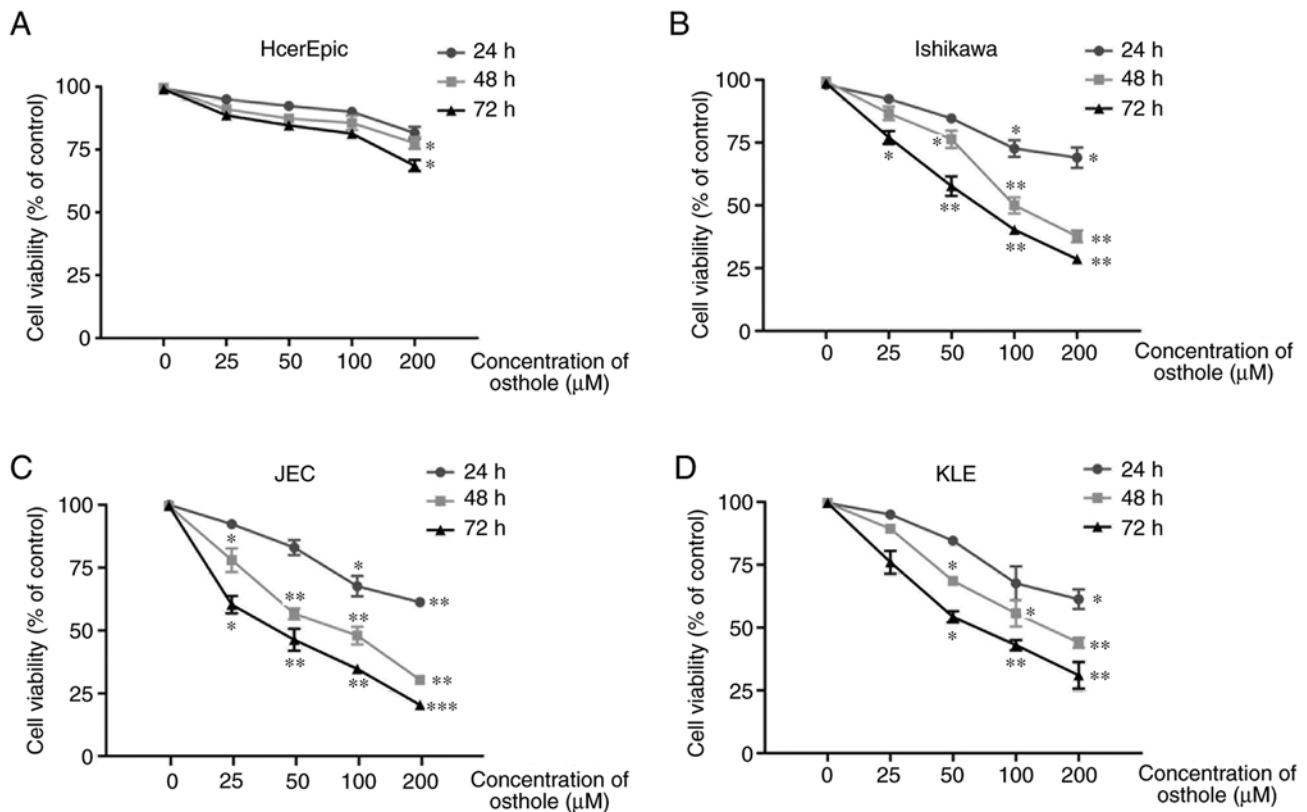 A
HcerEpic
24 h
48 h
72 h
Cell viability (% of control)
100
75
50
25
0
*
*
0 25 50 100 200
Concentration of
osthole (µM)
B
Ishikawa
24 h
48 h
72 h
Cell viability (% of control)
100
75
50
25
0
* *
* * **
** ** **
** **
0 25 50 100 200
Concentration of
osthole (µM)
C
JEC
24 h
48 h
72 h
Cell viability (% of control)
100
75
50
25
0
* * **
** ** **
* ** ** ***
0 25 50 100 200
Concentration of
osthole (µM)
D
KLE
24 h
48 h
72 h
Cell viability (% of control)
100
75
50
25
0
*
* * **
* ** **
0 25 50 100 200
Concentration of
osthole (µM)